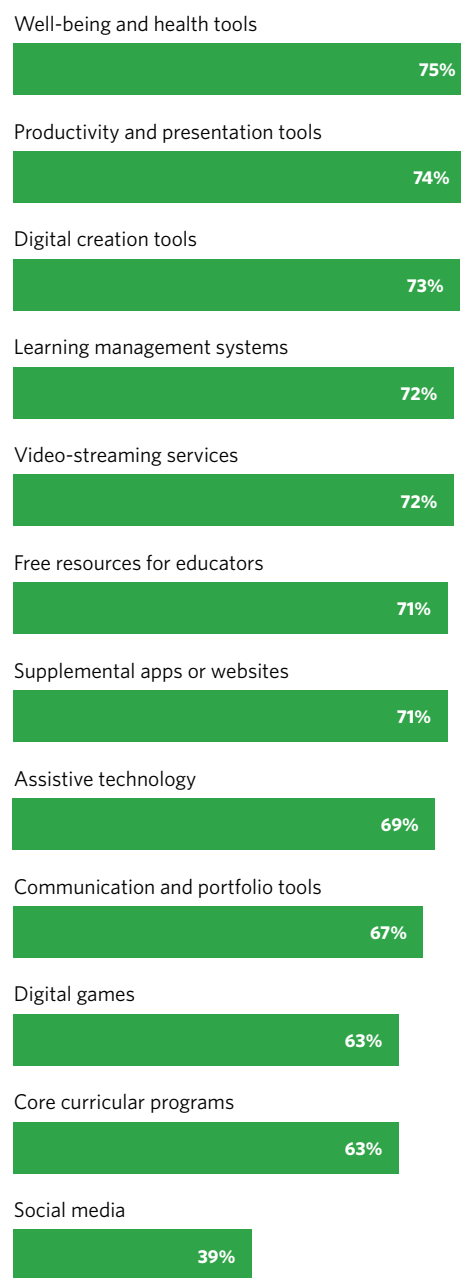 Well-being and health tools
75%
Productivity and presentation tools
74%
Digital creation tools
73%
Learning management systems
72%
Video-streaming services
72%
Free resources for educators
71%
Supplemental apps or websites
71%
Assistive technology
69%
Communication and portfolio tools
67%
Digital games
63%
Core curricular programs
63%
Social media
39%